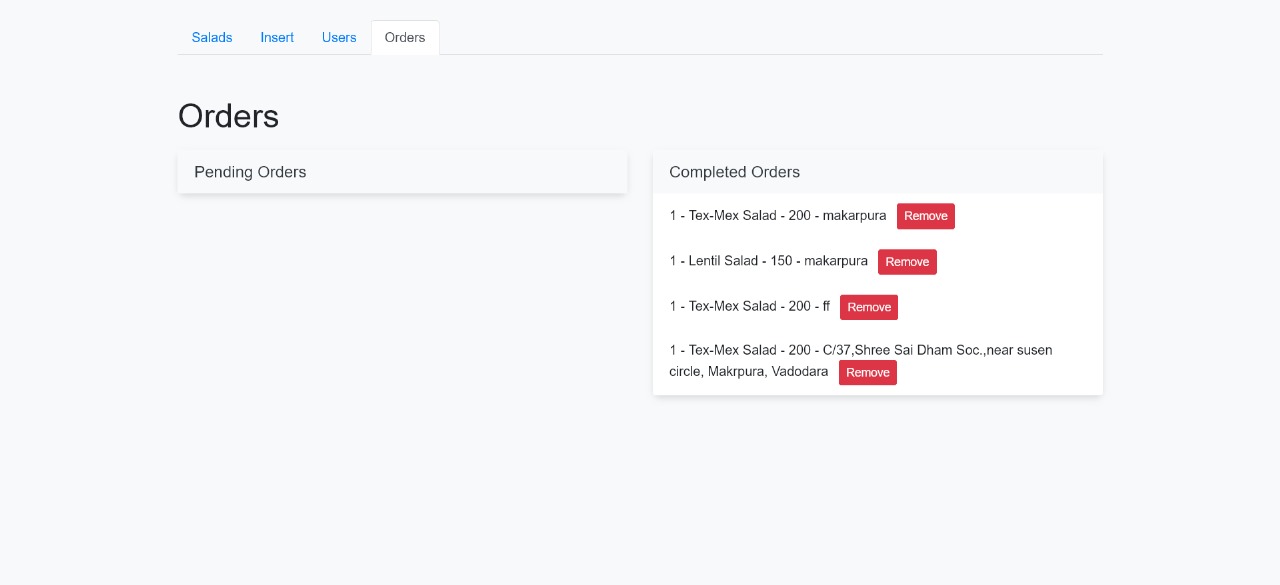 Salads Insert Users Orders
Orders
Pending Orders
Completed Orders
1 - Tex-Mex Salad - 200 - makarpura Remove
1 - Lentil Salad - 150 - makarpura Remove
1 - Tex-Mex Salad - 200 - ff Remove
1 - Tex-Mex Salad - 200 - C/37,Shree Sai Dham Soc.,near susen
circle, Makrpura, Vadodara Remove